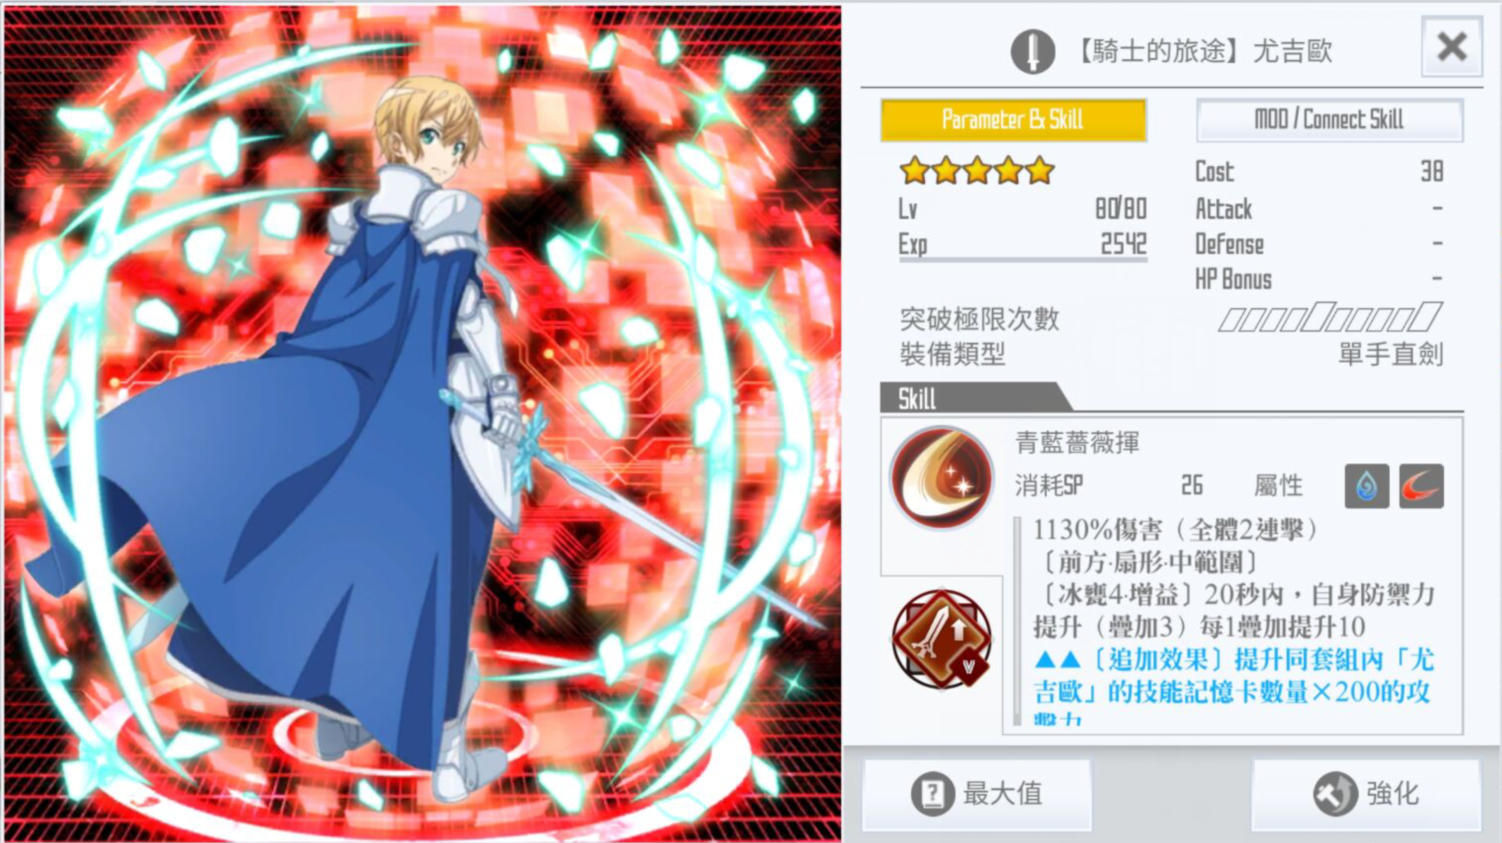 【騎士的旅途】尤吉歐
Parameter & Skill
MOD / Connect Skill
Lv 80/80
Exp 2542
Cost 38
Attack -
Defense -
HP Bonus -
突破極限次數
裝備類型 單手直劍
Skill
青藍薔薇揮
消耗SP 26 屬性
1130%傷害（全體2連擊）
〔前方·扇形·中範圍〕
〔冰甕4·增益〕20秒內，自身防禦力
提升（疊加3）每1疊加提升10
▲▲〔追加效果〕提升同套組內「尤
吉歐」的技能記憶卡數量×200的攻
擊力
V
最大值
強化